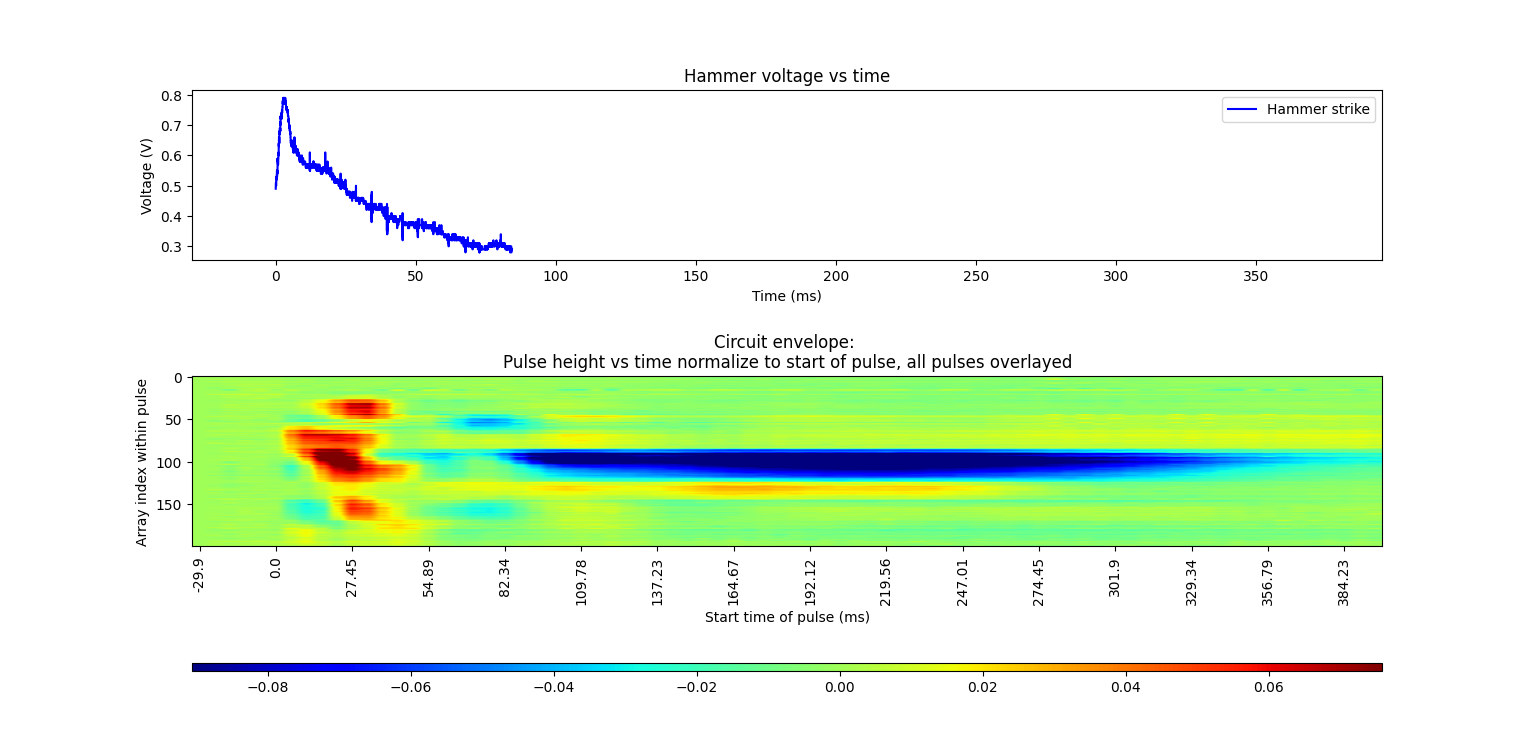 Hammer voltage vs time
Hammer strike
Voltage (V)
0.8
0.7
0.6
0.5
0.4
0.3
0 50 100 150 200 250 300 350
Time (ms)
Circuit envelope:
Pulse height vs time normalize to start of pulse, all pulses overlayed
Array index within pulse
0
50
100
150
-29.9 0.0 27.45 54.89 82.34 109.78 137.23 164.67 192.12 219.56 247.01 274.45 301.9 329.34 356.79 384.23
Start time of pulse (ms)
−0.08 −0.06 −0.04 −0.02 0.00 0.02 0.04 0.06